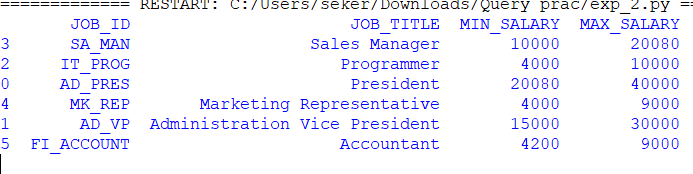 ============= RESTART: C:/Users/seker/Downloads/Query prac/exp_2.py ==
JOB_ID JOB_TITLE MIN_SALARY MAX_SALARY
3 SA_MAN Sales Manager 10000 20080
2 IT_PROG Programmer 4000 10000
0 AD_PRES President 20080 40000
4 MK_REP Marketing Representative 4000 9000
1 AD_VP Administration Vice President 15000 30000
5 FI_ACCOUNT Accountant 4200 9000